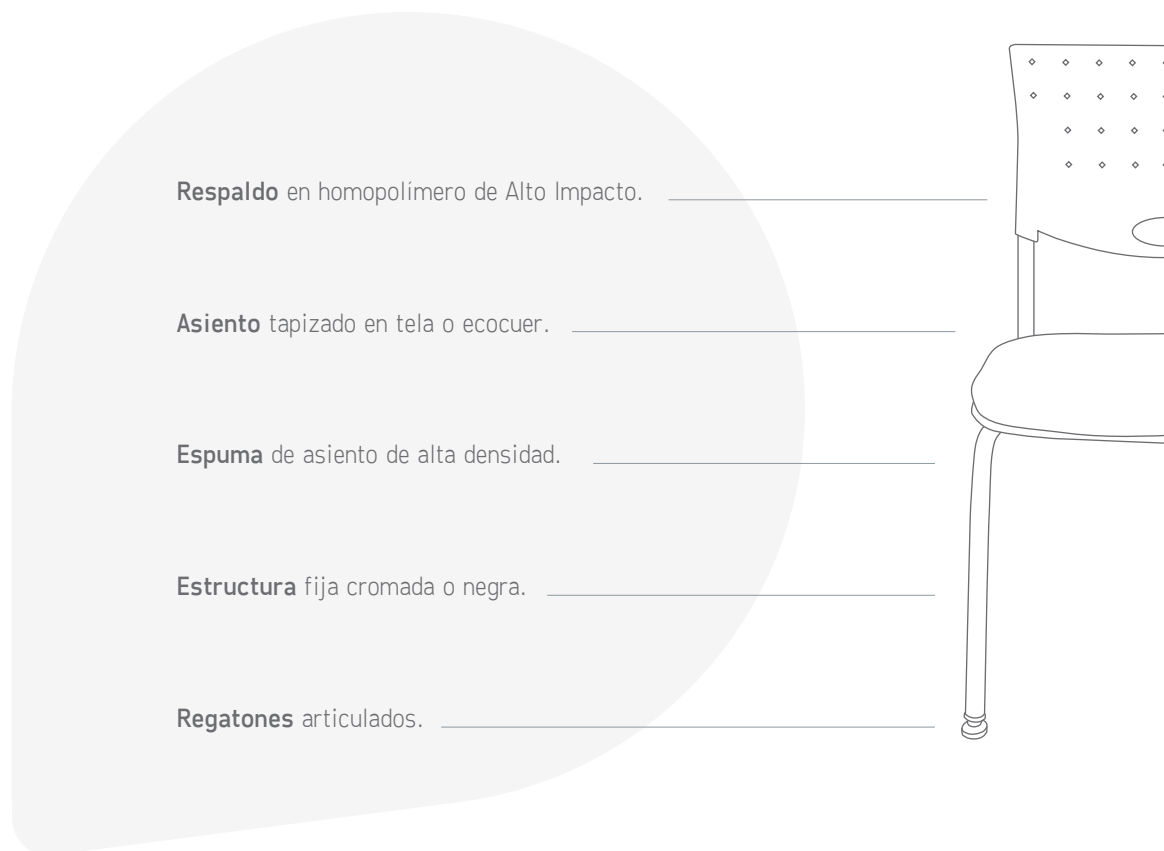 Respaldo en homopolímero de Alto Impacto.
Asiento tapizado en tela o ecocuer.
Espuma de asiento de alta densidad.
Estructura fija cromada o negra.
Regatones articulados.